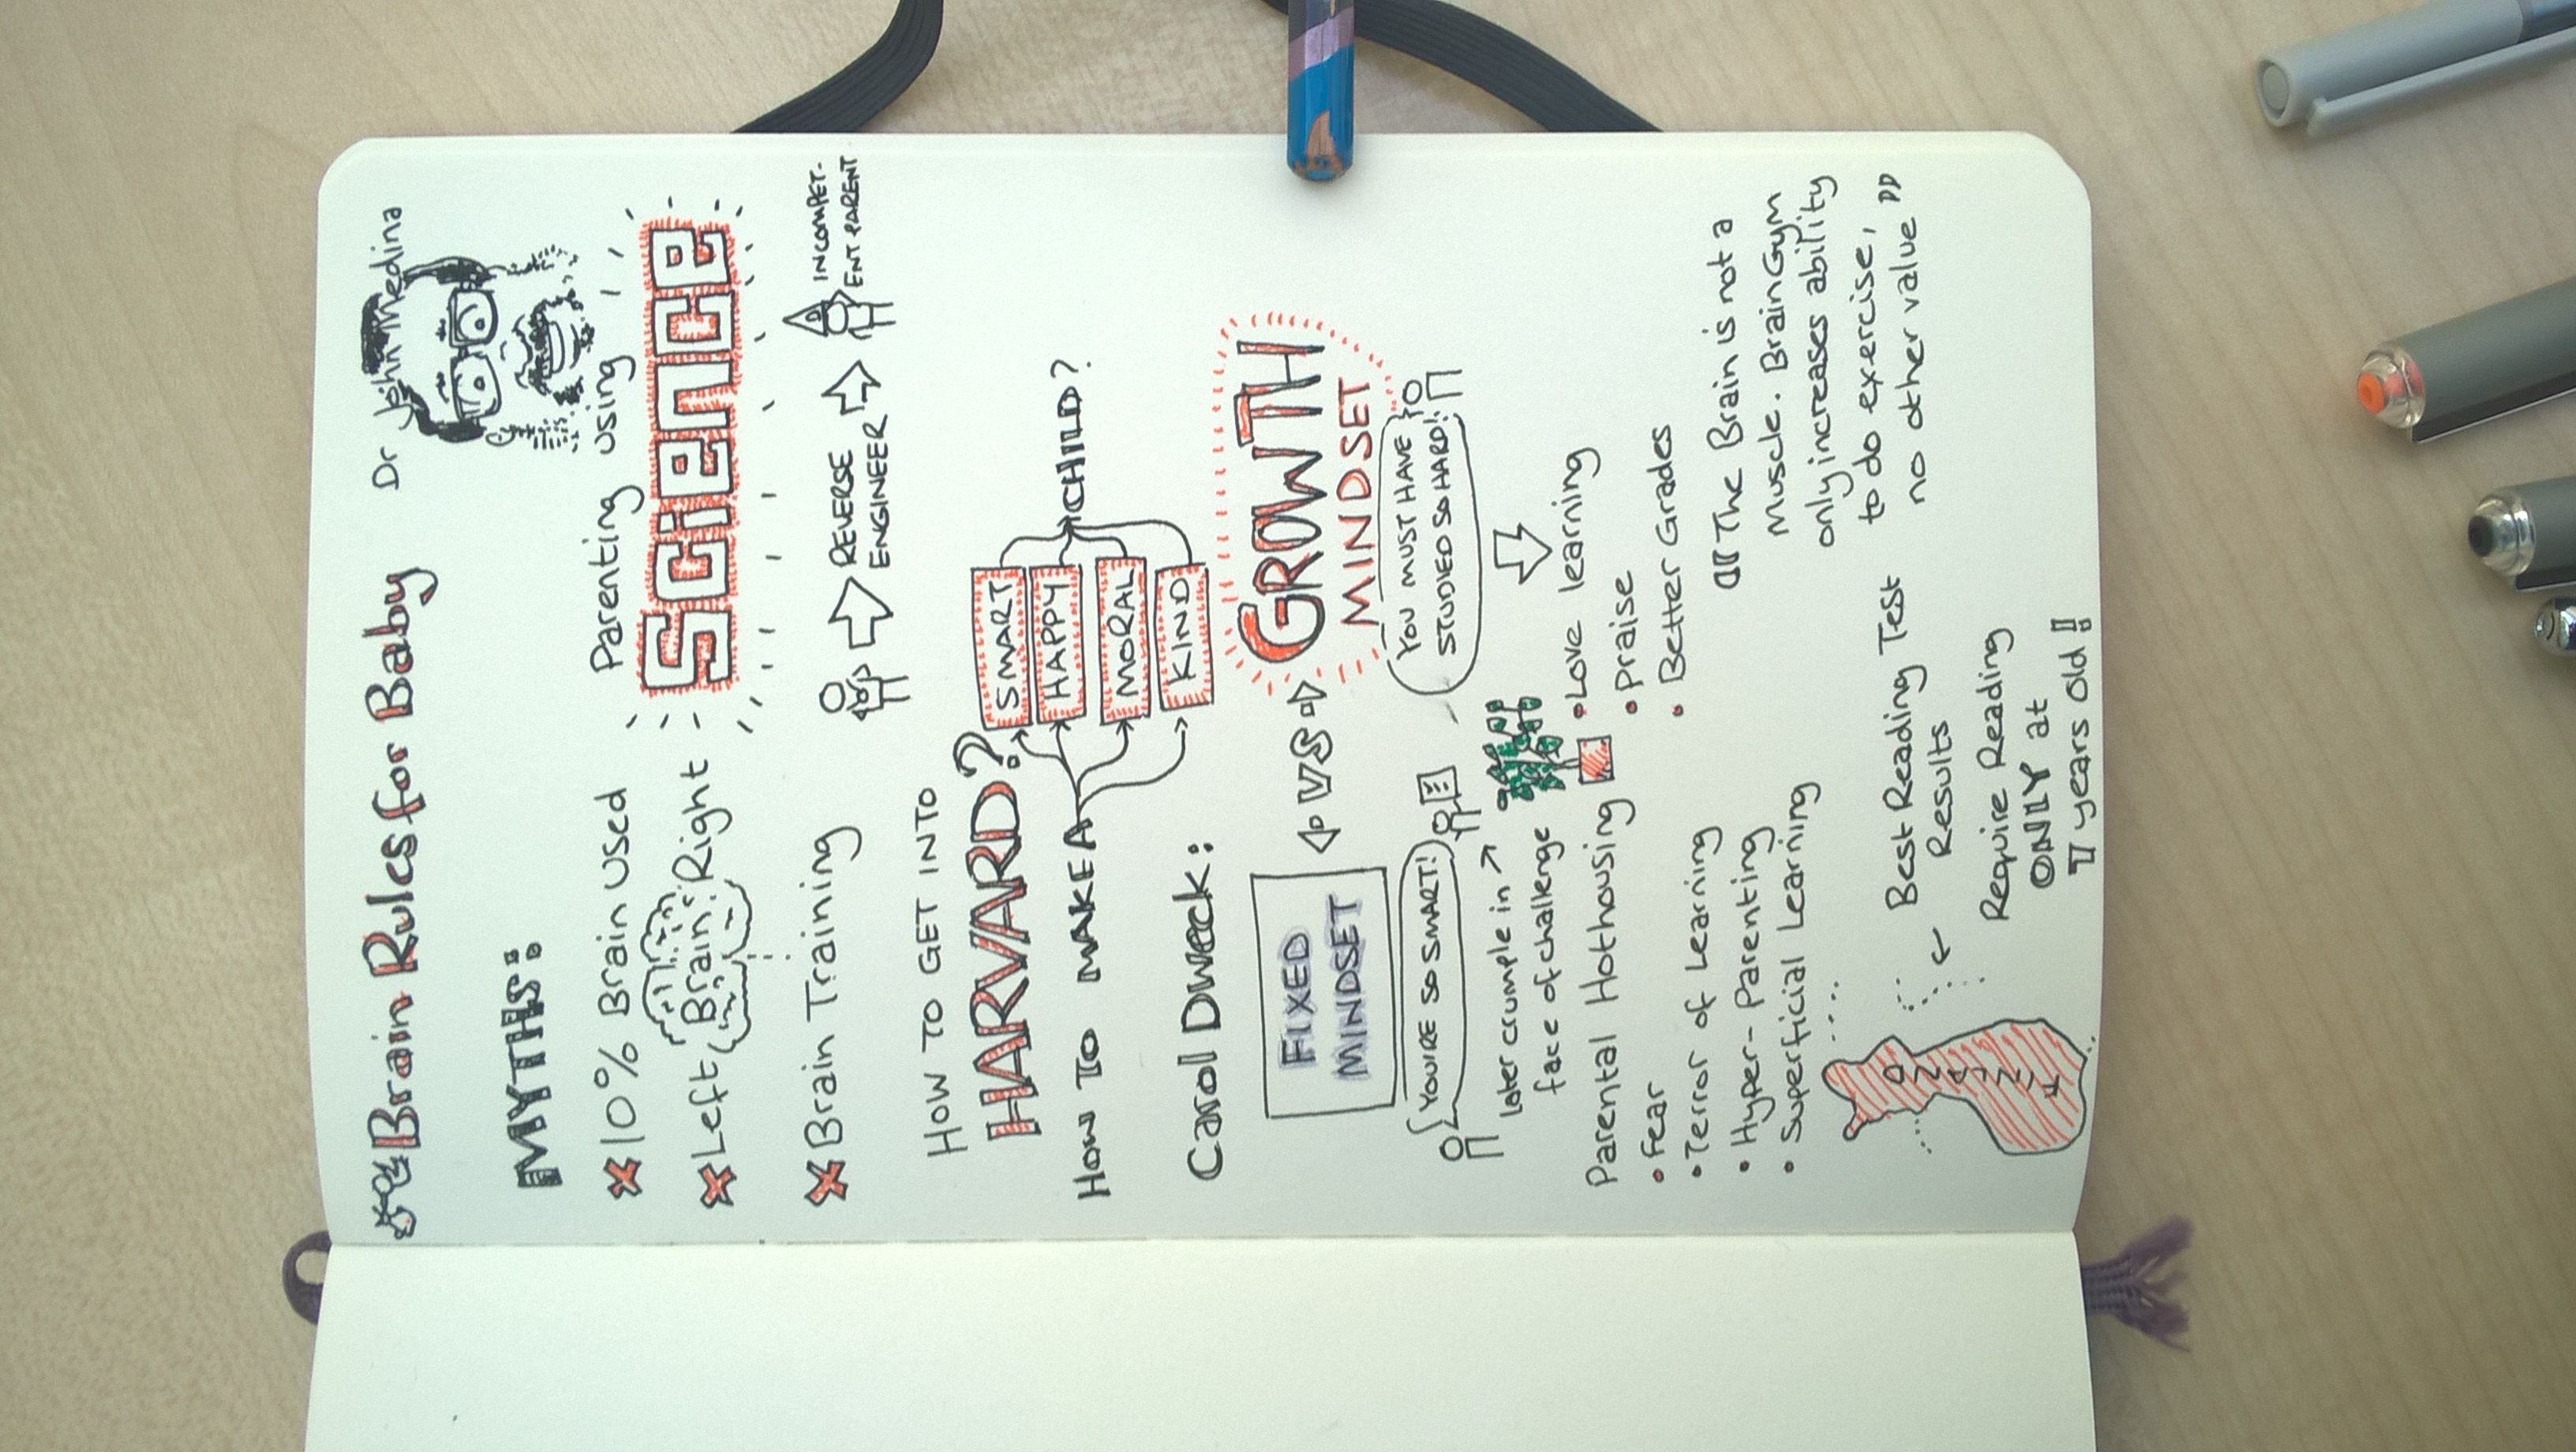 Brain Rules for Baby
Dr John Medina
MYTHS:
10% Brain used
Left Brain: Right
Brain Training
Parenting using
Science
REVERSE
ENGINEER
INCOMPET-
ENT PARENT
HOW TO GET INTO
HARVARD?
HOW TO MAKE A
SMART
HAPPY
MORAL
KIND
CHILD?
Carol Dweck:
FIXED
MINDSET
VS
GROWTH
MINDSET
YOU'RE SO SMART!
YOU MUST HAVE
STUDIED SO HARD!
later crumple in
face of challenge
Parental Hothousing
• Fear
• Terror of Learning
• Hyper-Parenting
• Superficial Learning
• Love learning
• Praise
• Better Grades
"The Brain is not a
Muscle. BrainGym
only increases ability
to do exercise,
no other value"
Best Reading Test
Results
Require Reading
ONLY at
7 years old!!